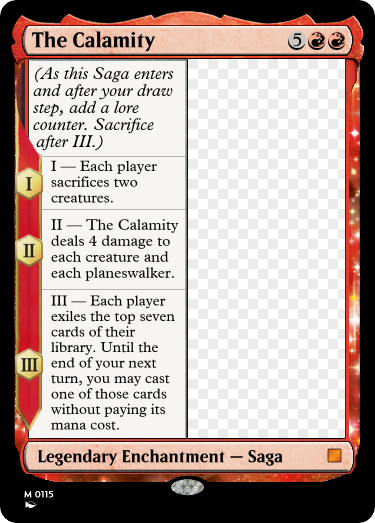 The Calamity 5
(As this Saga enters
and after your draw
step, add a lore
counter. Sacrifice
after III.)
I
I — Each player
sacrifices two
creatures.
II
II — The Calamity
deals 4 damage to
each creature and
each planeswalker.
III
III — Each player
exiles the top seven
cards of their
library. Until the
end of your next
turn, you may cast
one of those cards
without paying its
mana cost.
Legendary Enchantment — Saga
M 0115